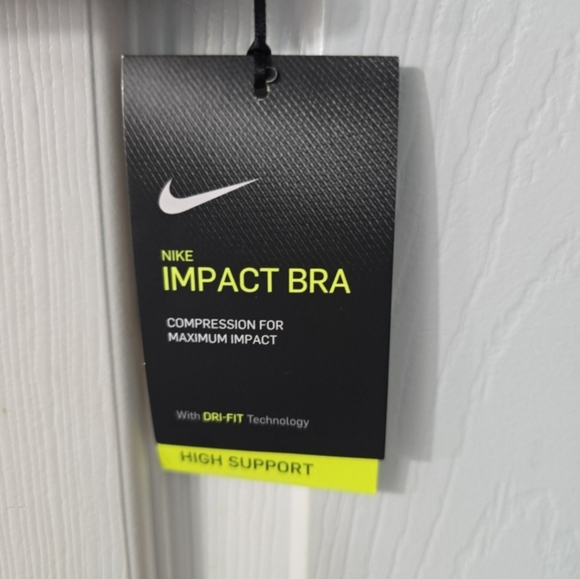 NIKE
IMPACT BRA
COMPRESSION FOR
MAXIMUM IMPACT
With DRI-FIT Technology
HIGH SUPPORT